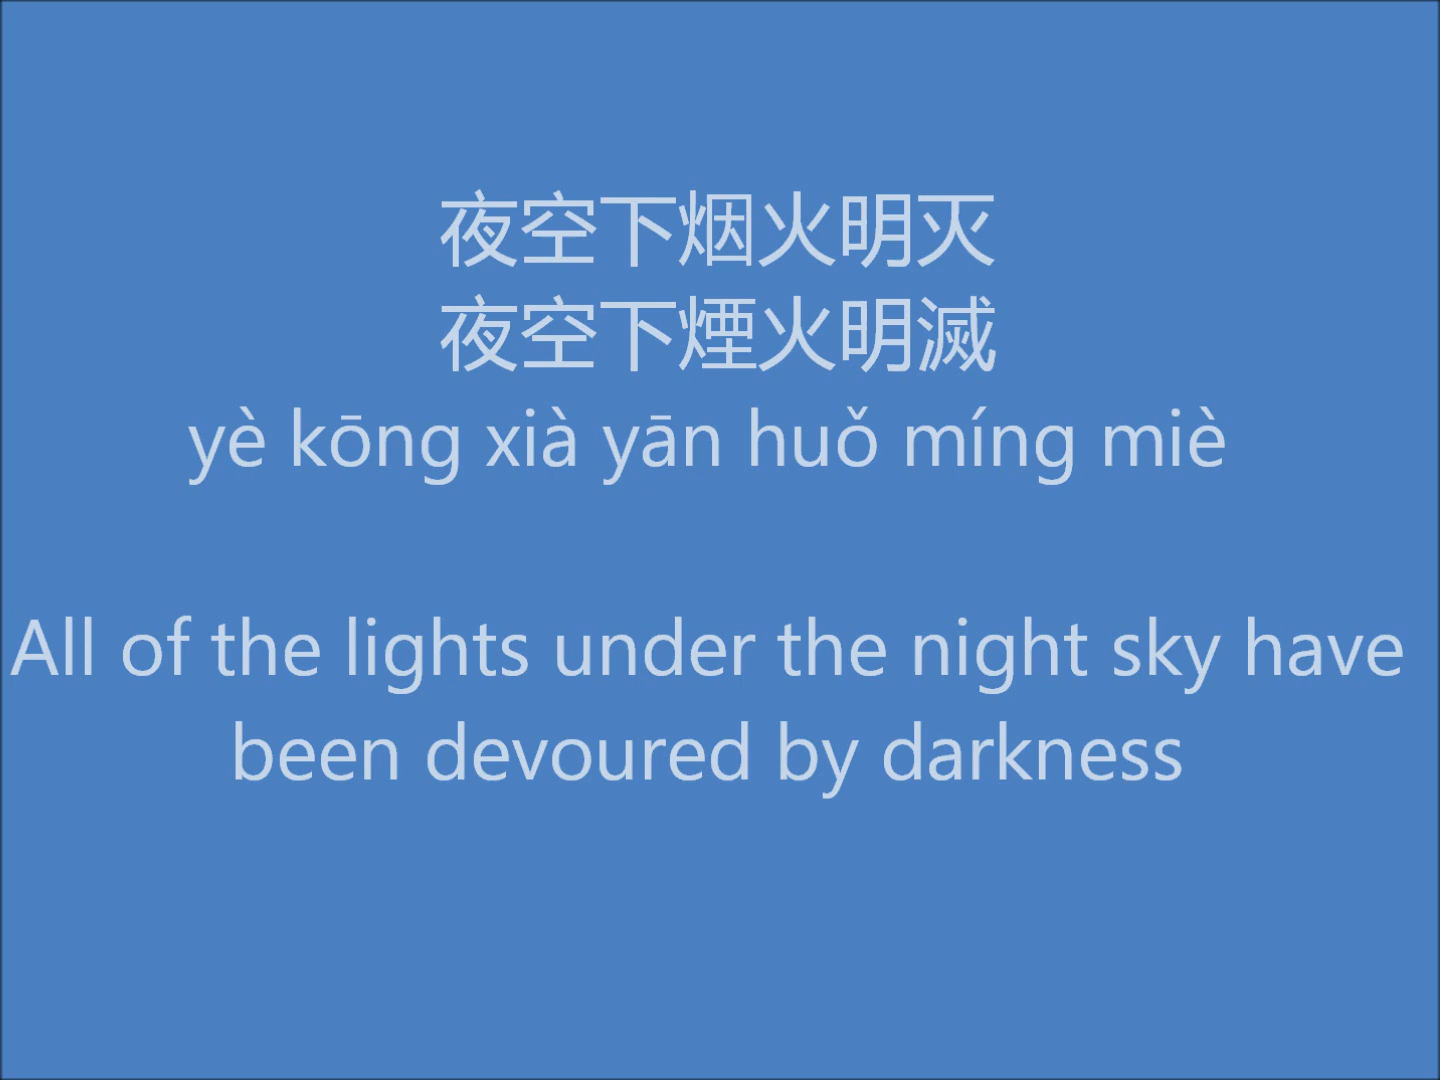 夜空下烟火明灭
夜空下煙火明滅
yè kōng xià yān huǒ míng miè
All of the lights under the night sky have
been devoured by darkness